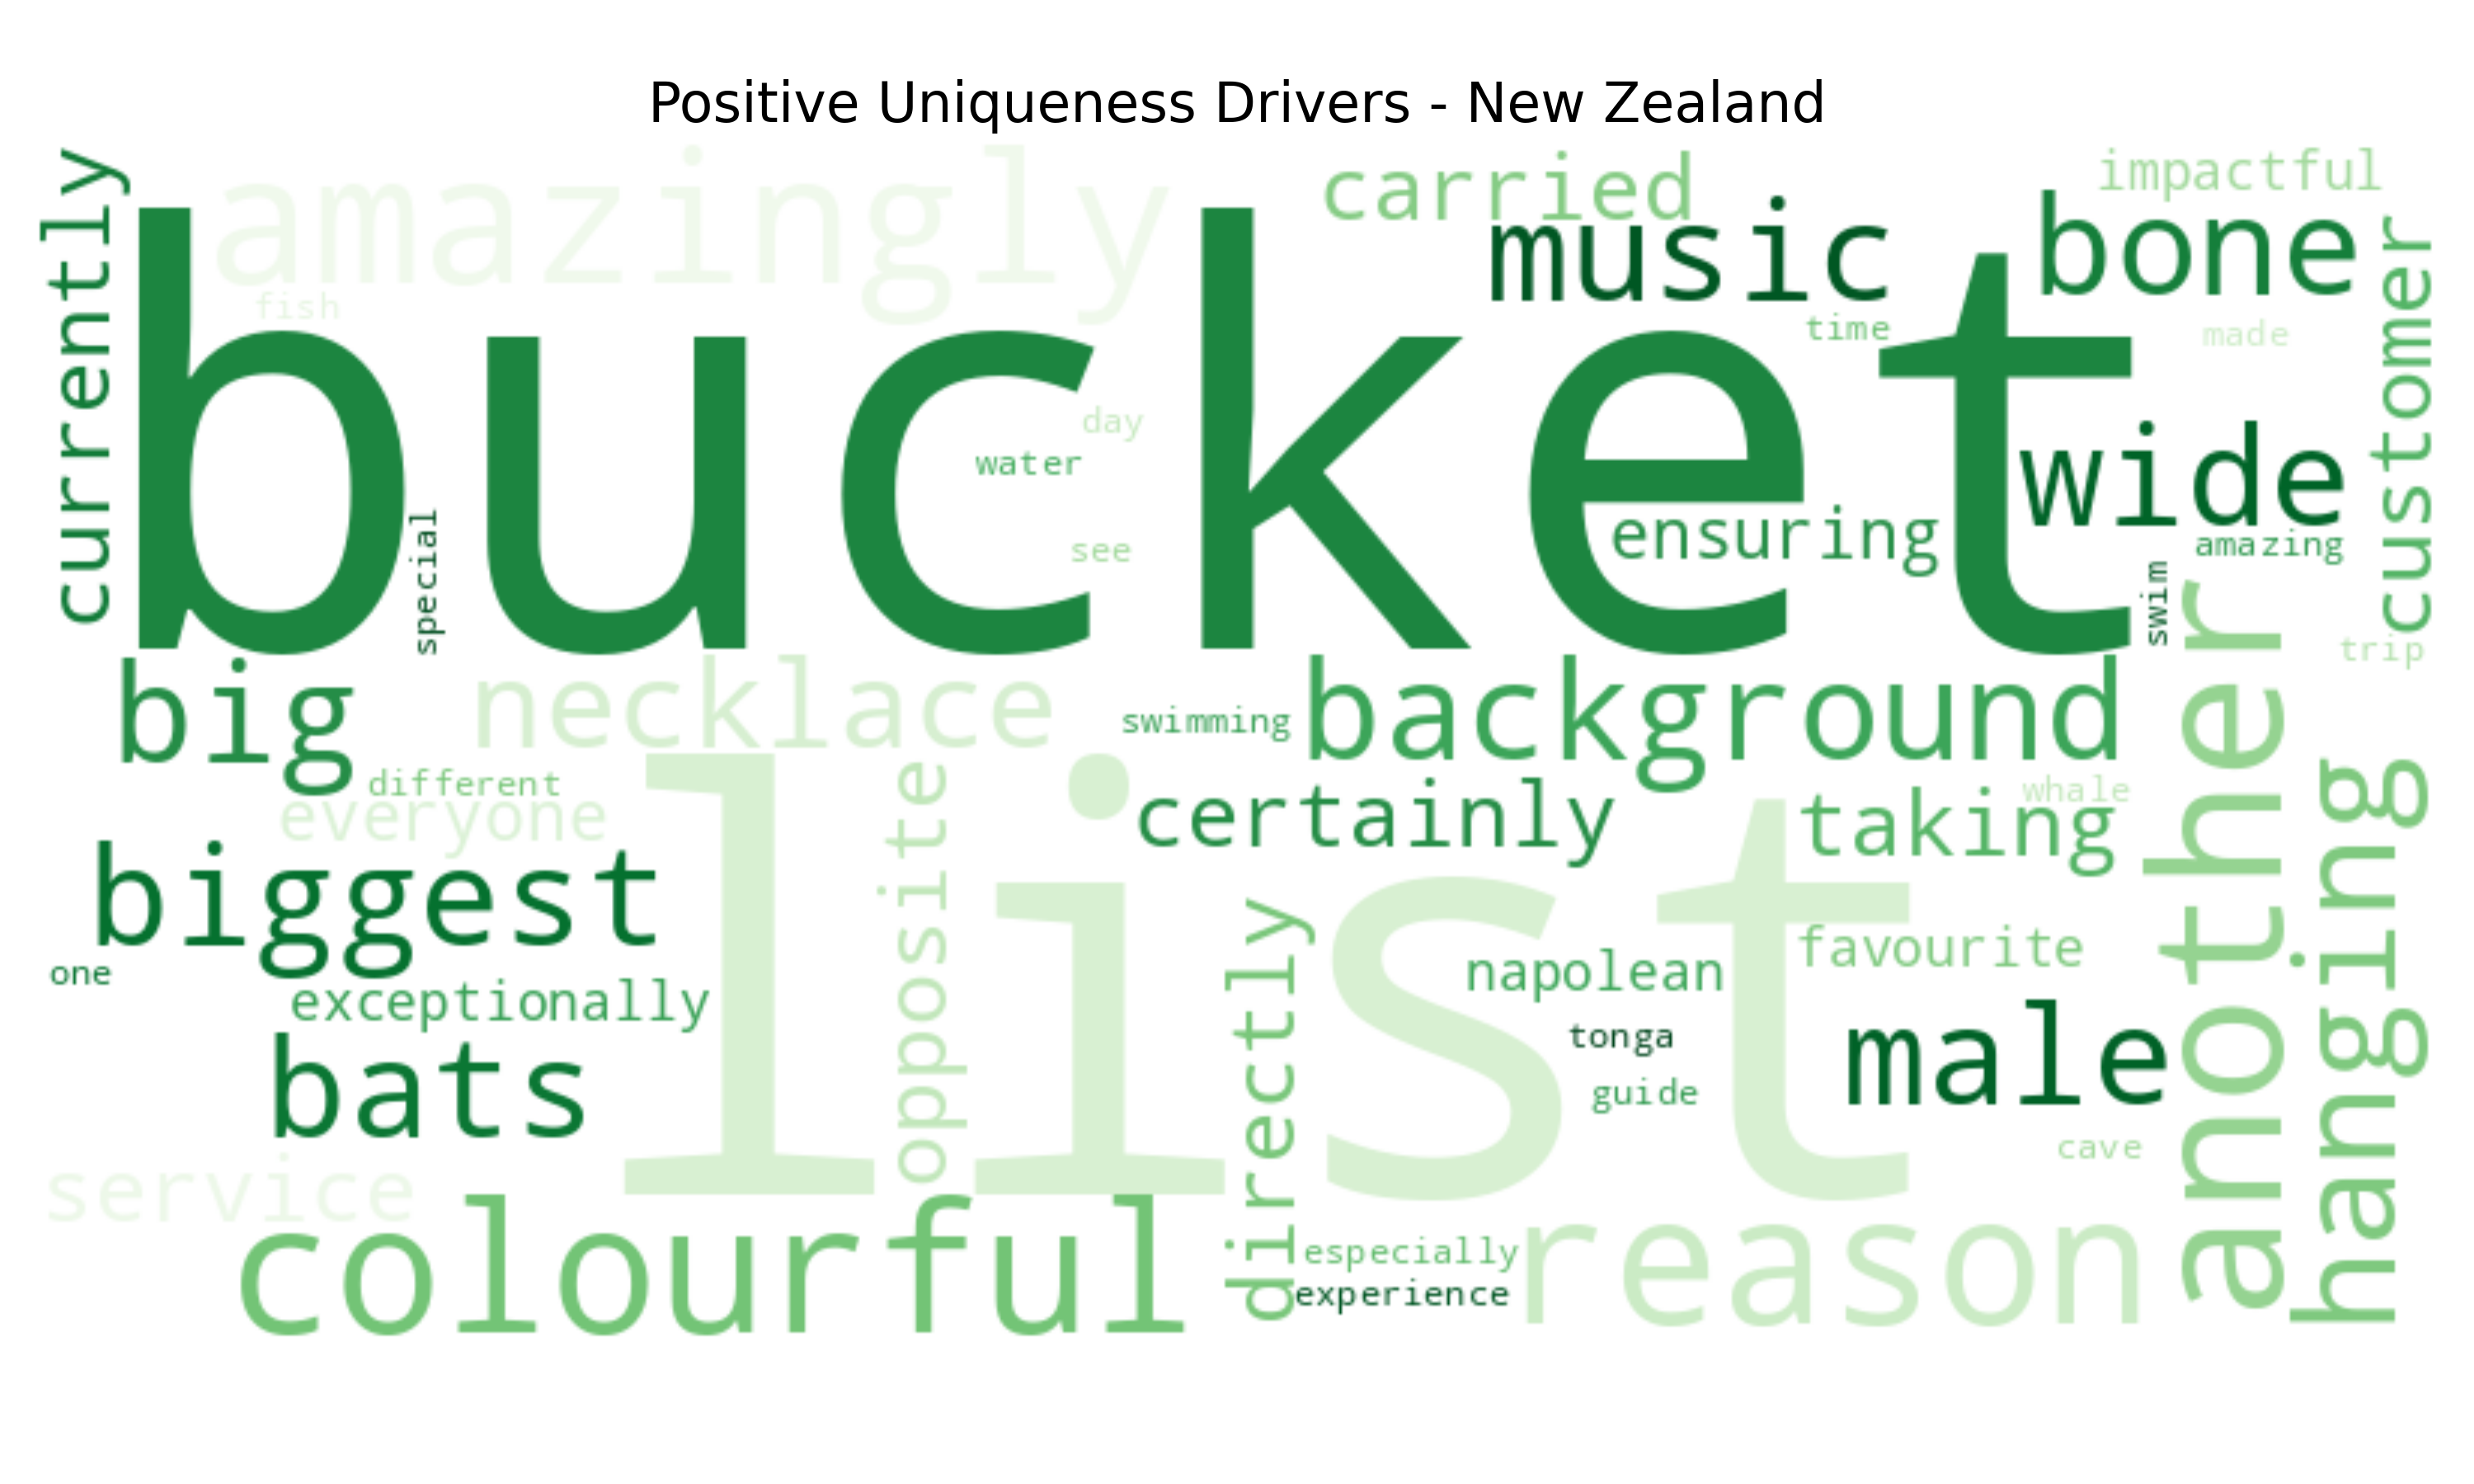 Positive Uniqueness Drivers - New Zealand
currently
amazingly
carried
impactful
music
bone
fish
time
made
customer
bucket
day
water
wide
see
ensuring
amazing
special
swim
trip
big
necklace
swimming
background
different
everyone
list
opposite
certainly
taking
whale
another
hanging
biggest
directly
favourite
napolean
one
exceptionally
tonga
male
bats
guide
cave
service
colourful
especially
reason
experience